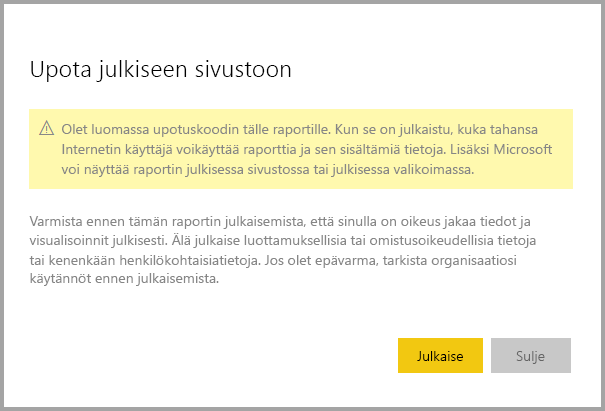 Upota julkiseen sivustoon
Olet luomassa upotuskoodin tälle raportille. Kun se on julkaistu, kuka tahansa
Internetin käyttäjä voikäyttää raporttia ja sen sisältämiä tietoja. Lisäksi Microsoft
voi näyttää raportin julkisessa sivustossa tai julkisessa valikoimassa.
Varmista ennen tämän raportin julkaisemista, että sinulla on oikeus jakaa tiedot ja
visualisoinnit julkisesti. Älä julkaise luottamuksellisia tai omistusoikeudellisia tietoja
tai kenenkään henkilökohtaisiatietoja. Jos olet epävarma, tarkista organisaatiosi
käytännöt ennen julkaisemista.
Julkaise
Sulje